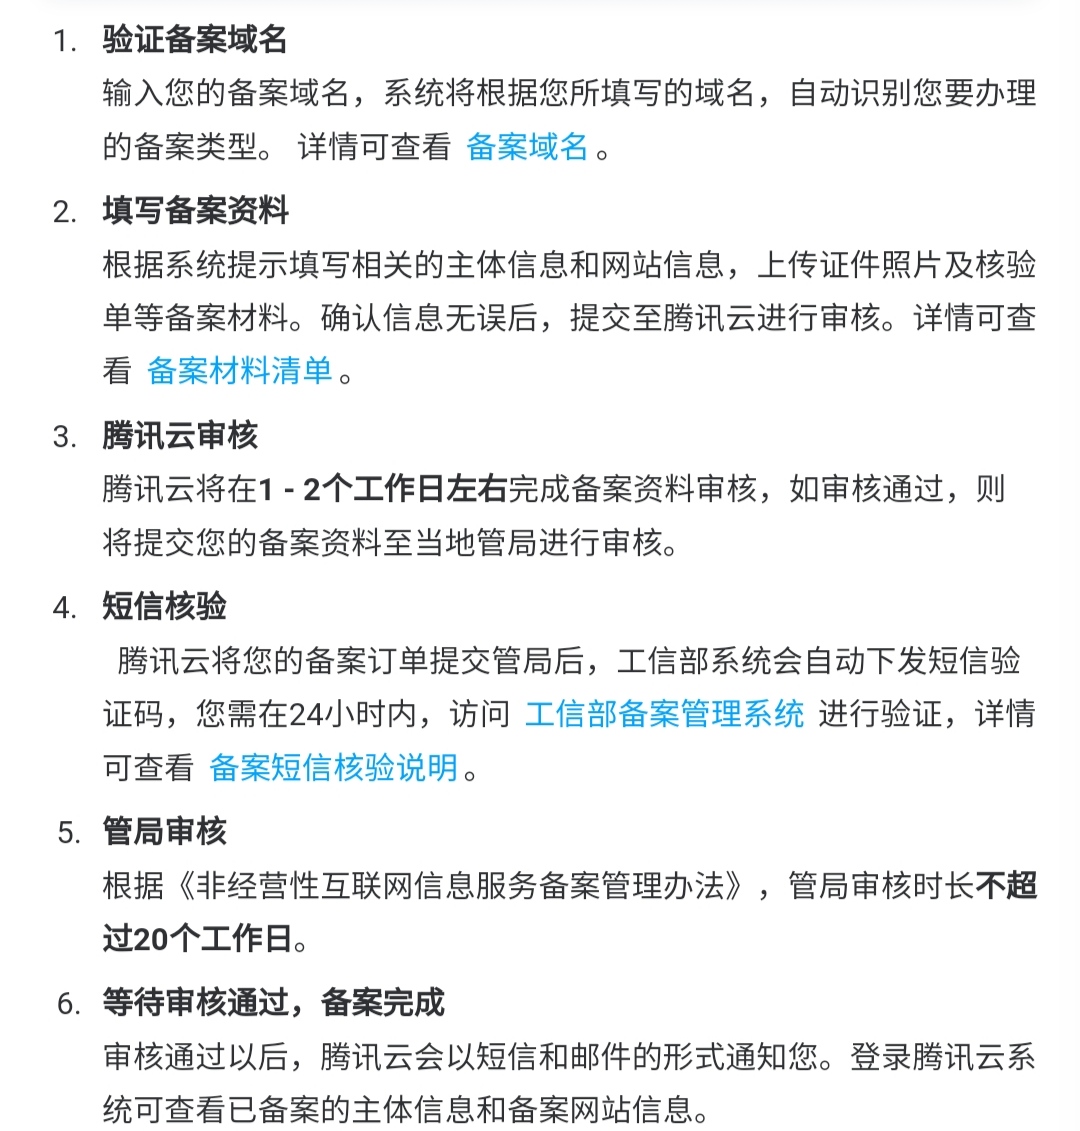 1. 验证备案域名
输入您的备案域名，系统将根据您所填写的域名，自动识别您要办理
的备案类型。 详情可查看 备案域名 。
2. 填写备案资料
根据系统提示填写相关的主体信息和网站信息，上传证件照片及核验
单等备案材料。确认信息无误后，提交至腾讯云进行审核。详情可查
看 备案材料清单 。
3. 腾讯云审核
腾讯云将在1 - 2个工作日左右完成备案资料审核，如审核通过，则
将提交您的备案资料至当地管局进行审核。
4. 短信核验
腾讯云将您的备案订单提交管局后，工信部系统会自动下发短信验
证码，您需在24小时内，访问 工信部备案管理系统 进行验证，详情
可查看 备案短信核验说明 。
5. 管局审核
根据《非经营性互联网信息服务备案管理办法》，管局审核时长不超
过20个工作日。
6. 等待审核通过，备案完成
审核通过以后，腾讯云会以短信和邮件的形式通知您。登录腾讯云系
统可查看已备案的主体信息和备案网站信息。